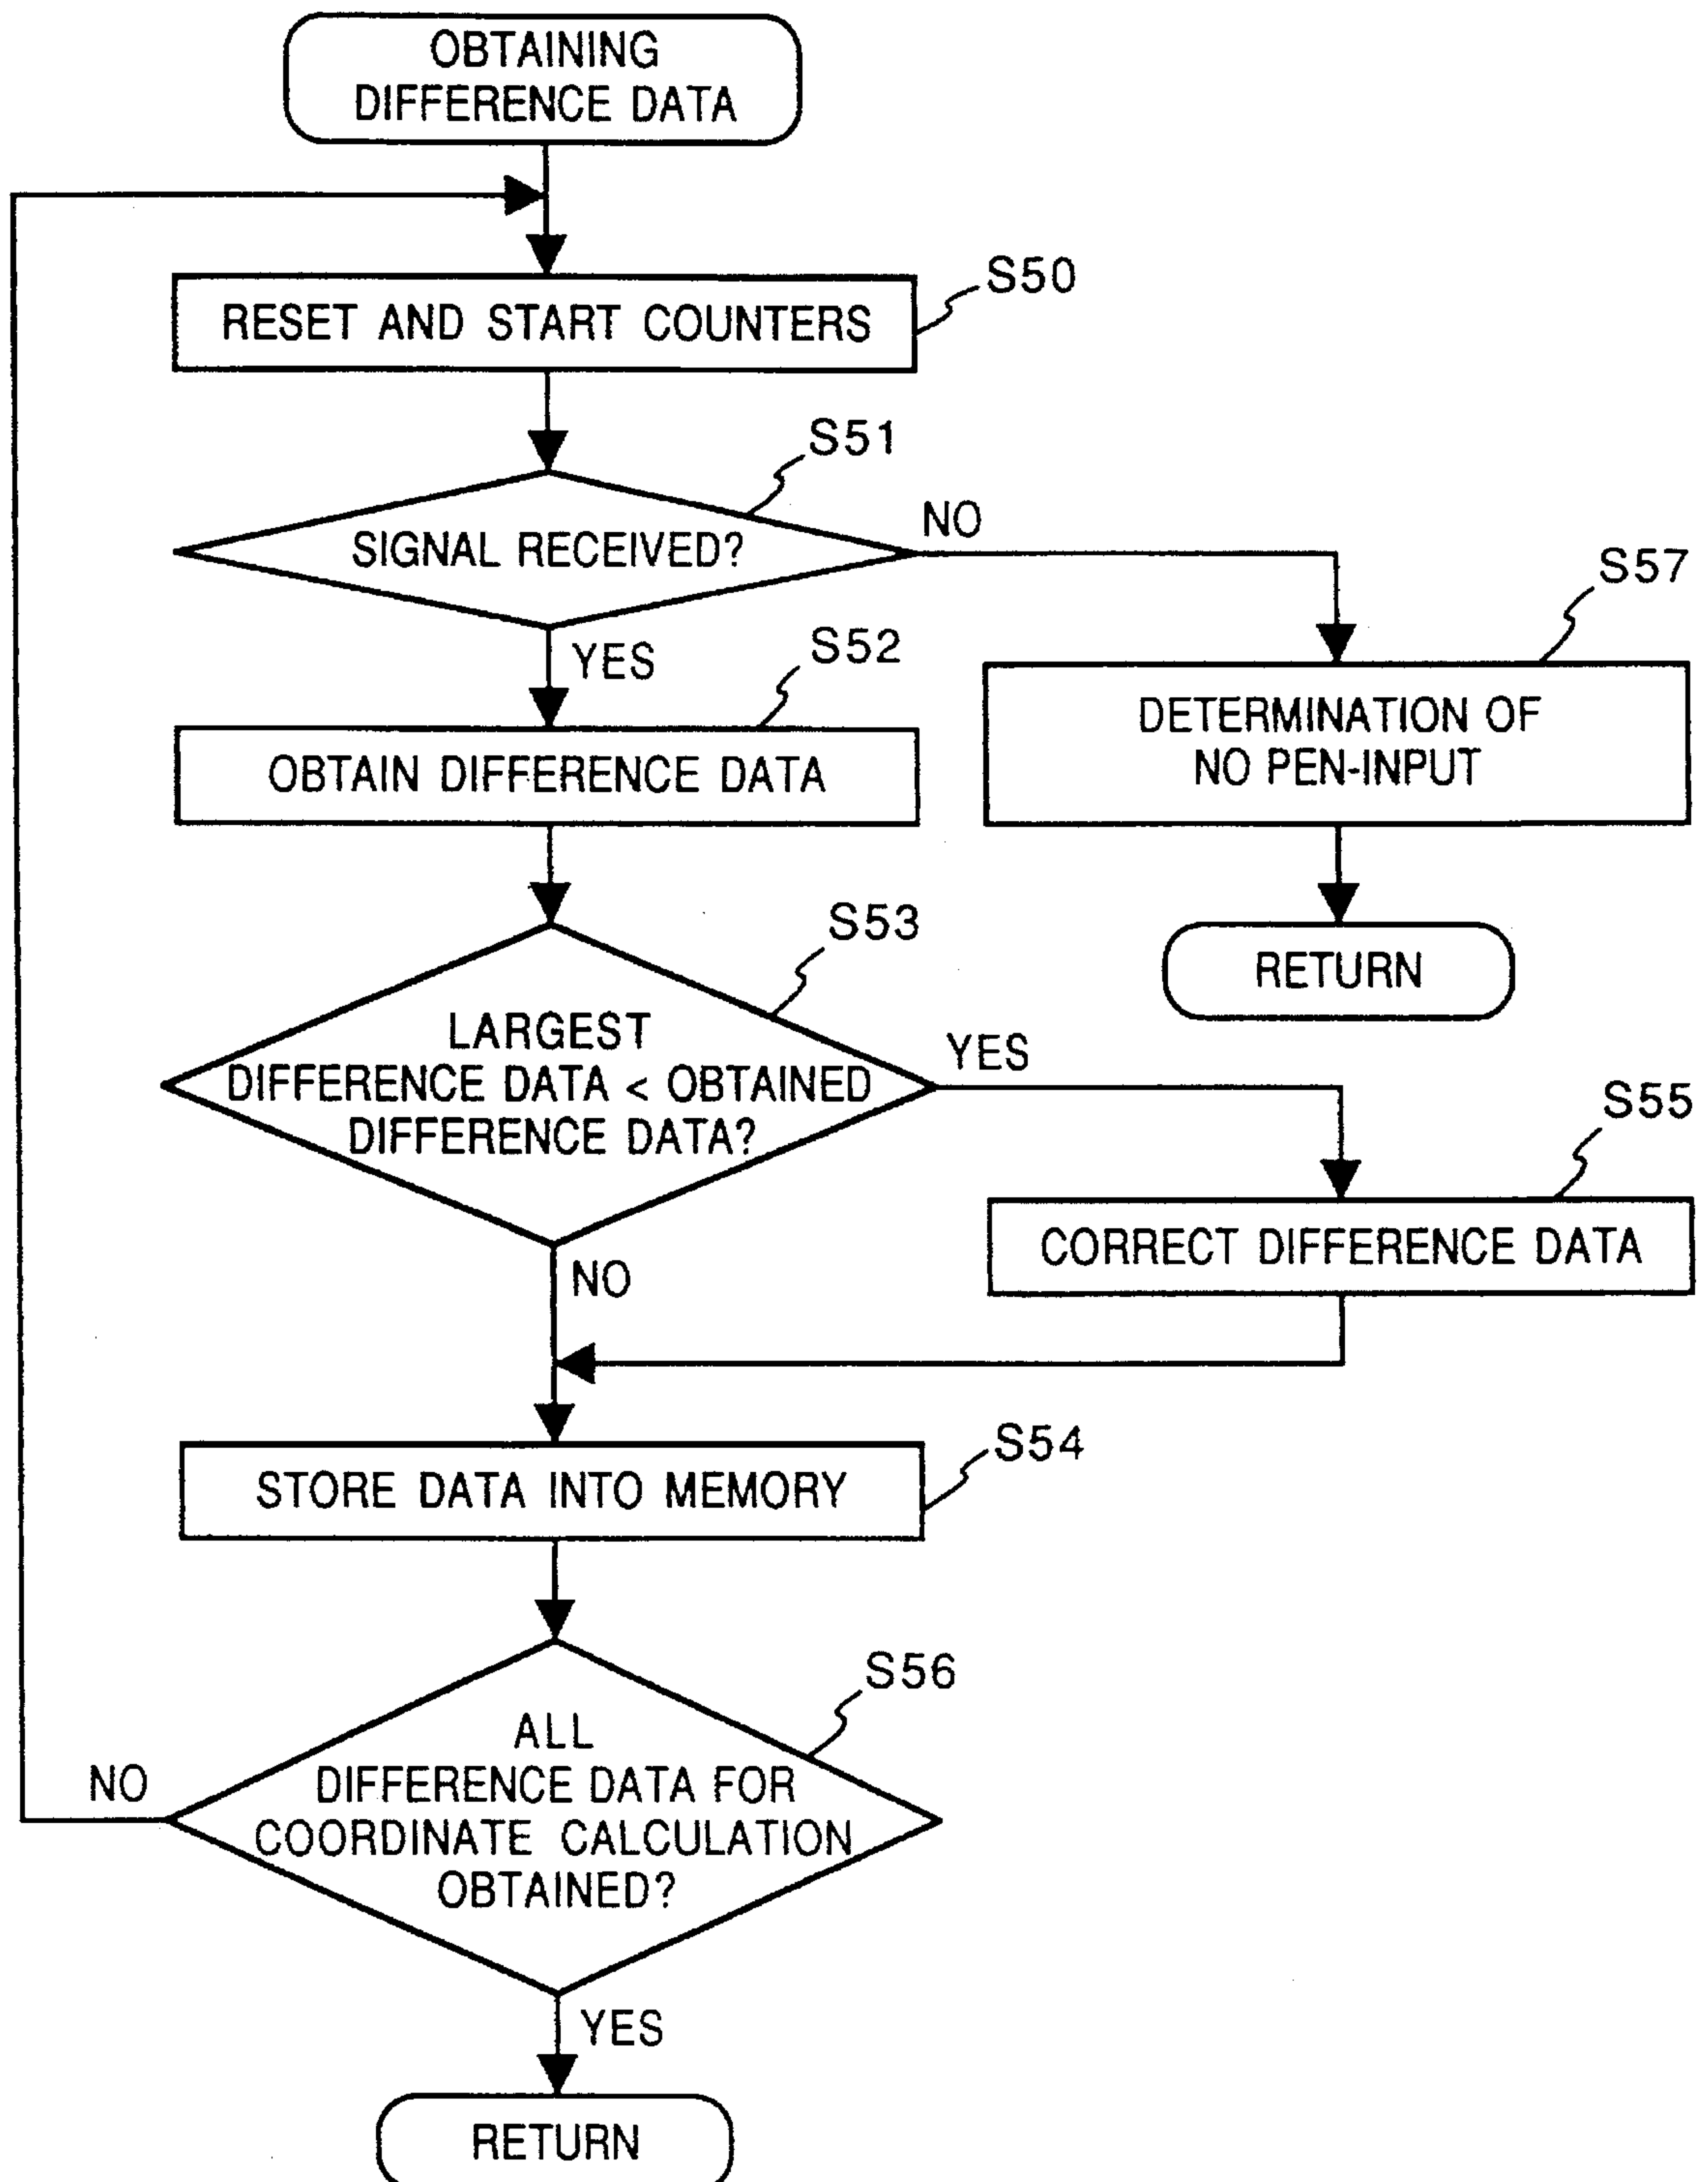 OBTAINING
DIFFERENCE DATA
S50
RESET AND START COUNTERS
S51
SIGNAL RECEIVED?
NO
YES
S57
DETERMINATION OF
NO PEN-INPUT
RETURN
S52
OBTAIN DIFFERENCE DATA
S53
LARGEST
DIFFERENCE DATA < OBTAINED
DIFFERENCE DATA?
YES
NO
S55
CORRECT DIFFERENCE DATA
S54
STORE DATA INTO MEMORY
S56
ALL
DIFFERENCE DATA FOR
COORDINATE CALCULATION
OBTAINED?
NO
YES
RETURN